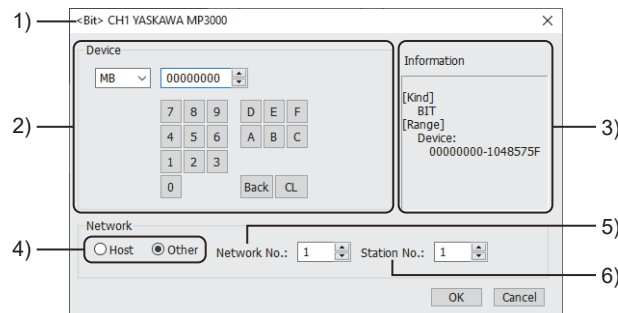 1)
<Bit> CH1 YASKAWA MP3000
Device
MB 00000000
7 8 9 D E F
4 5 6 A B C
1 2 3
0 Back CL
2)
Information
[Kind]
BIT
[Range]
Device:
00000000-1048575F
3)
Network
4)
Host Other Network No.: 1 Station No.: 1
5)
6)
OK Cancel